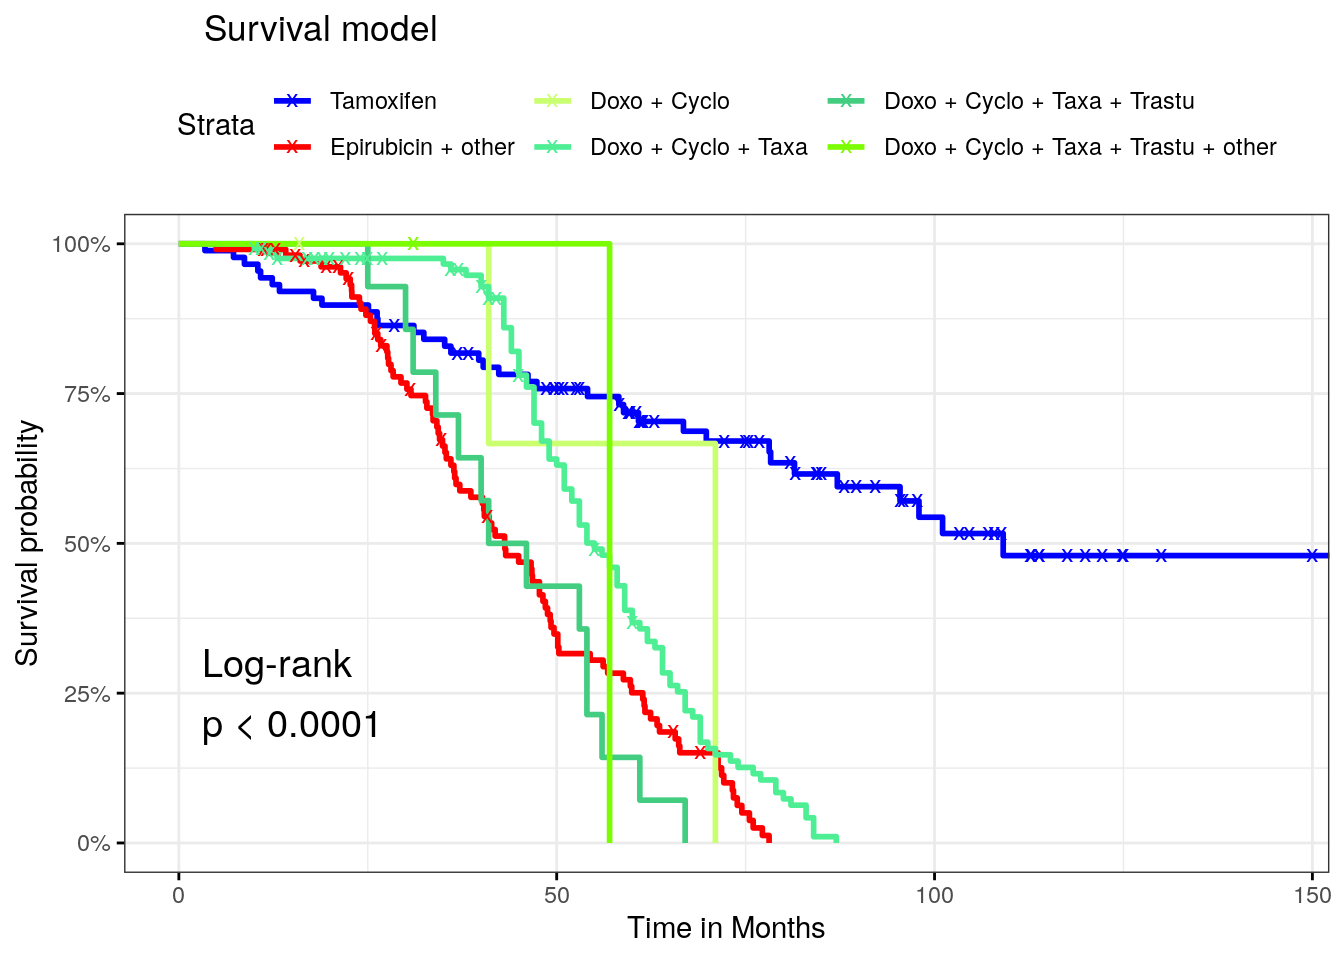 Survival model
Strata
Tamoxifen
Doxo + Cyclo
Doxo + Cyclo + Taxa + Trastu
Epirubicin + other
Doxo + Cyclo + Taxa
Doxo + Cyclo + Taxa + Trastu + other
100%
75%
50%
25%
0%
Survival probability
Log-rank
p < 0.0001
0
50
100
150
Time in Months